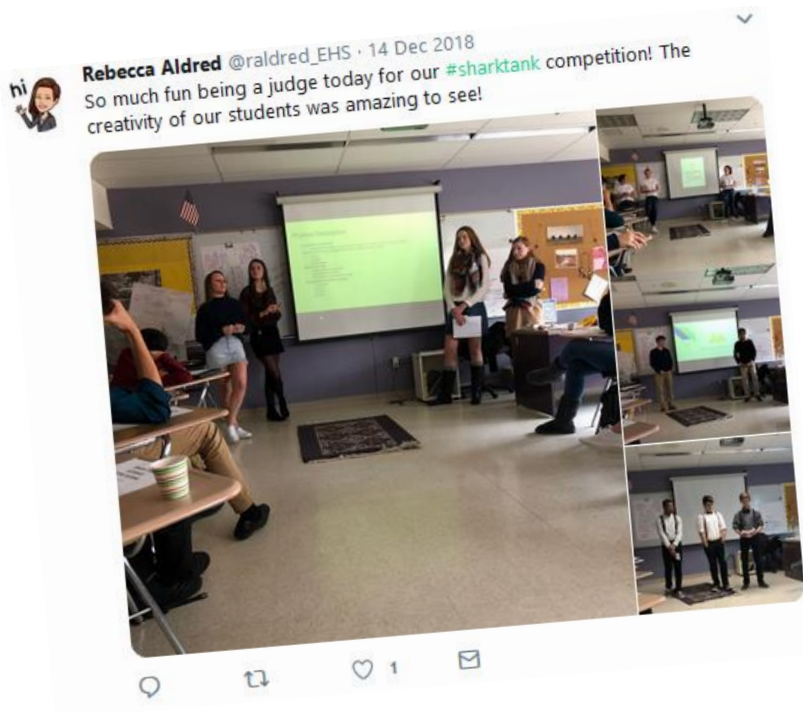 hi
Rebecca Aldred @raldred_EHS · 14 Dec 2018
So much fun being a judge today for our #sharktank competition! The
creativity of our students was amazing to see!
1